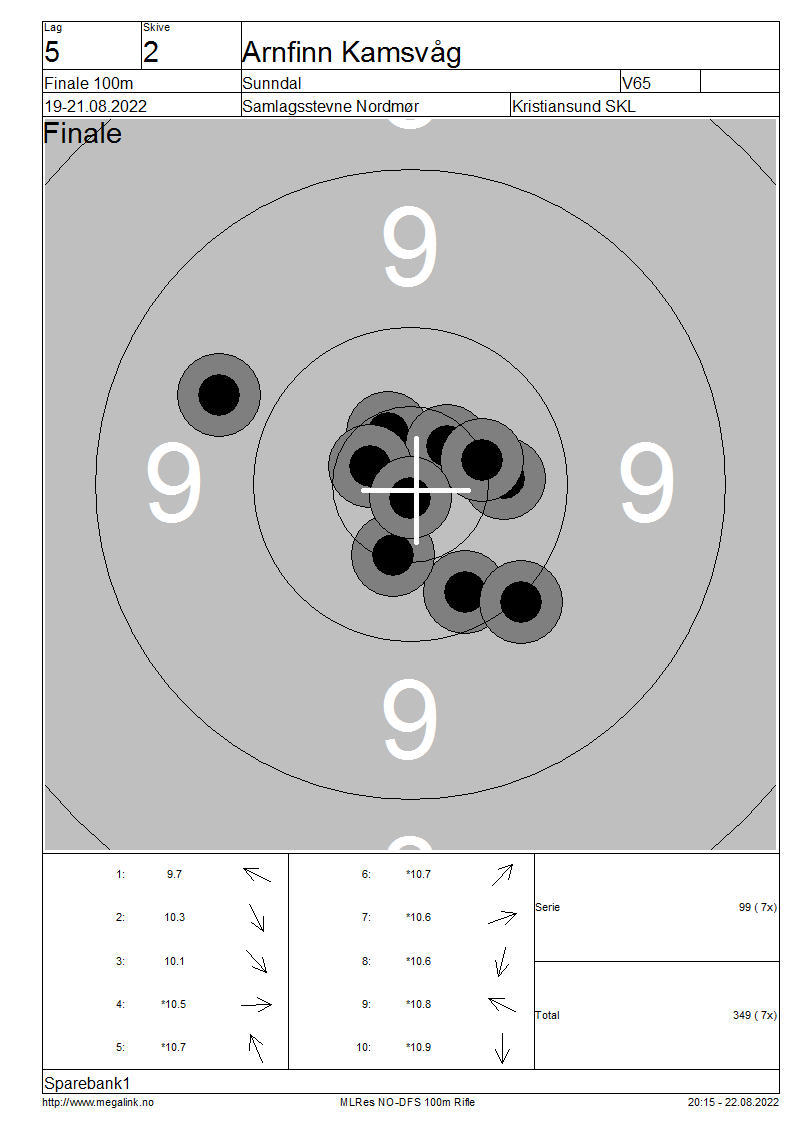 Lag
Skive
5
2
Arnfinn Kamsvåg
Finale 100m
Sunndal
V65
19-21.08.2022
Samlagsstevne Nordmør
Kristiansund SKL
Finale
9
9
9
9
1: 9.7
2: 10.3
3: 10.1
4: *10.5
5: *10.7
6: *10.7
7: *10.6
8: *10.6
9: *10.8
10: *10.9
Serie 99 ( 7x)
Total 349 ( 7x)
Sparebank1
http://www.megalink.no
MLRes NO-DFS 100m Rifle
20:15 - 22.08.2022